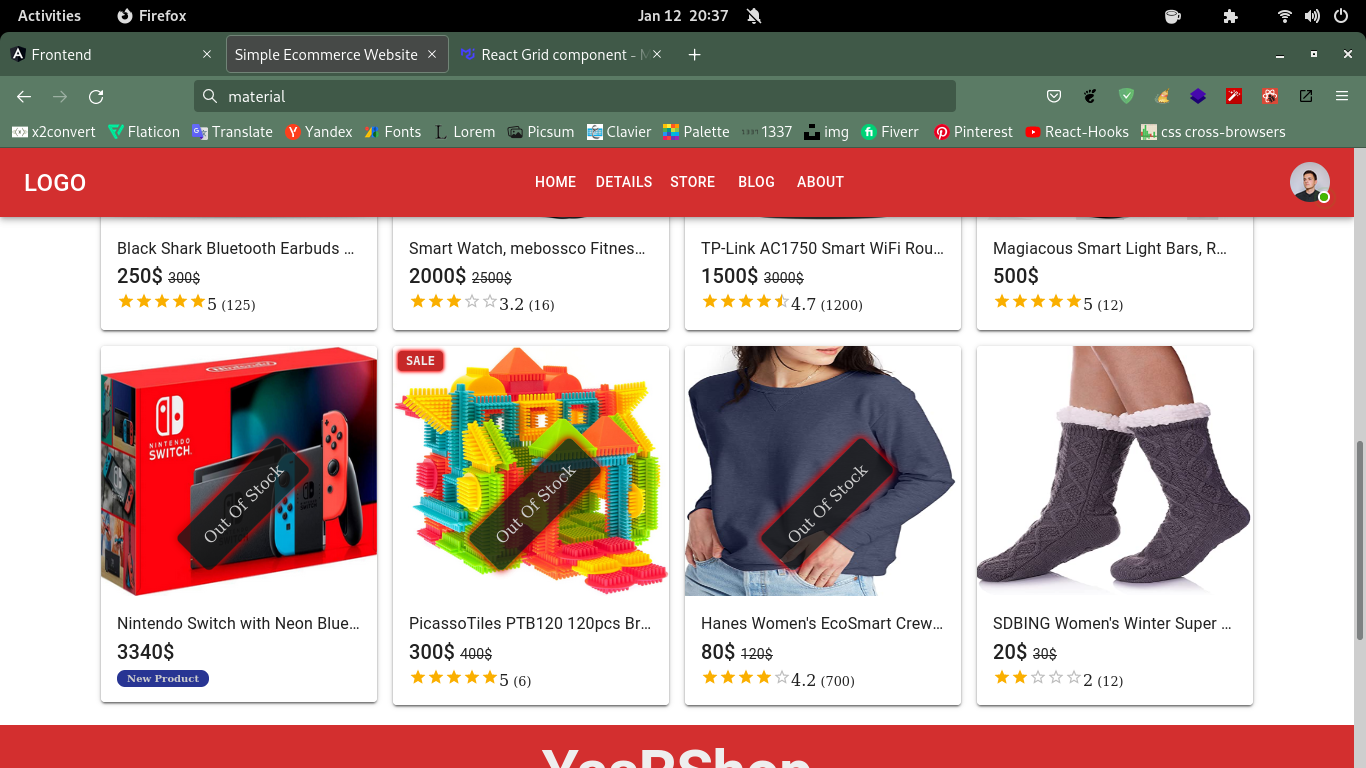 Activities Firefox Jan 12 20:37
Frontend Simple Ecommerce Website React Grid component -
material
x2convert Flaticon Translate Yandex Fonts Lorem Picsum Clavier Palette 1337 img Fiverr Pinterest React-Hooks css cross-browsers
LOGO HOME DETAILS STORE BLOG ABOUT
Black Shark Bluetooth Earbuds ... Smart Watch, mebossco Fitnes... TP-Link AC1750 Smart WiFi Rou... Magiacous Smart Light Bars, R...
250$ 300$ 2000$ 2500$ 1500$ 3000$ 500$
5 (125) 3.2 (16) 4.7 (1200) 5 (12)
SALE
Nintendo
NINTENDO
SWITCH.
Out Of Stock Out Of Stock Out Of Stock
Nintendo Switch with Neon Blue... PicassoTiles PTB120 120pcs Br... Hanes Women's EcoSmart Crew... SDBING Women's Winter Super ...
3340$ 300$ 400$ 80$ 120$ 20$ 30$
New Product 5 (6) 4.2 (700) 2 (12)